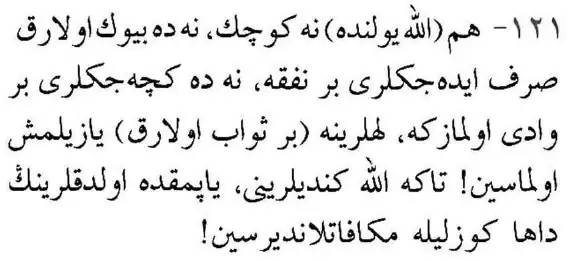 ١٢١- هم (الله يولنده) نه كوچك، نه ده بيوك اولارق
صرف ايده‌جكلرى بر نفقه، نه ده كچه‌جكلرى بر
وادى اولمازكه، لهلرينه (بر ثواب اولارق) يازيلمش
اولماسين! تاكه الله كنديلرينى، ياپمقده اولدقلرينڭ
داها كوزليله مكافاتلانديرسين!